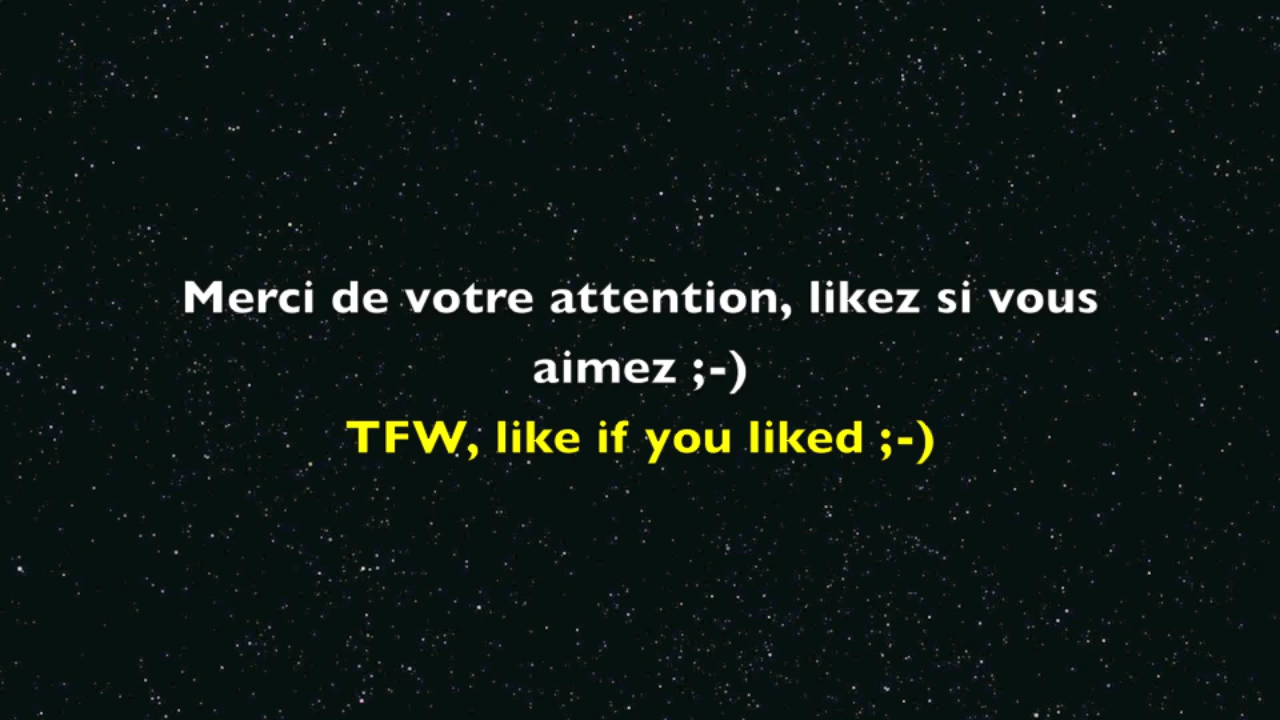 Merci de votre attention, likez si vous
aimez ;-)
TFW, like if you liked ;-)